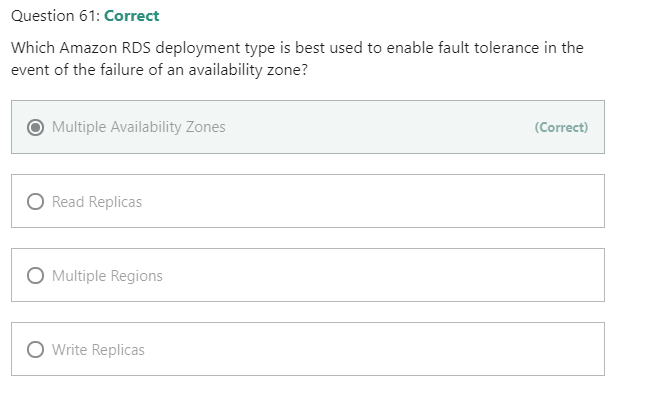 Question 61: Correct
Which Amazon RDS deployment type is best used to enable fault tolerance in the
event of the failure of an availability zone?
Multiple Availability Zones (Correct)
Read Replicas
Multiple Regions
Write Replicas